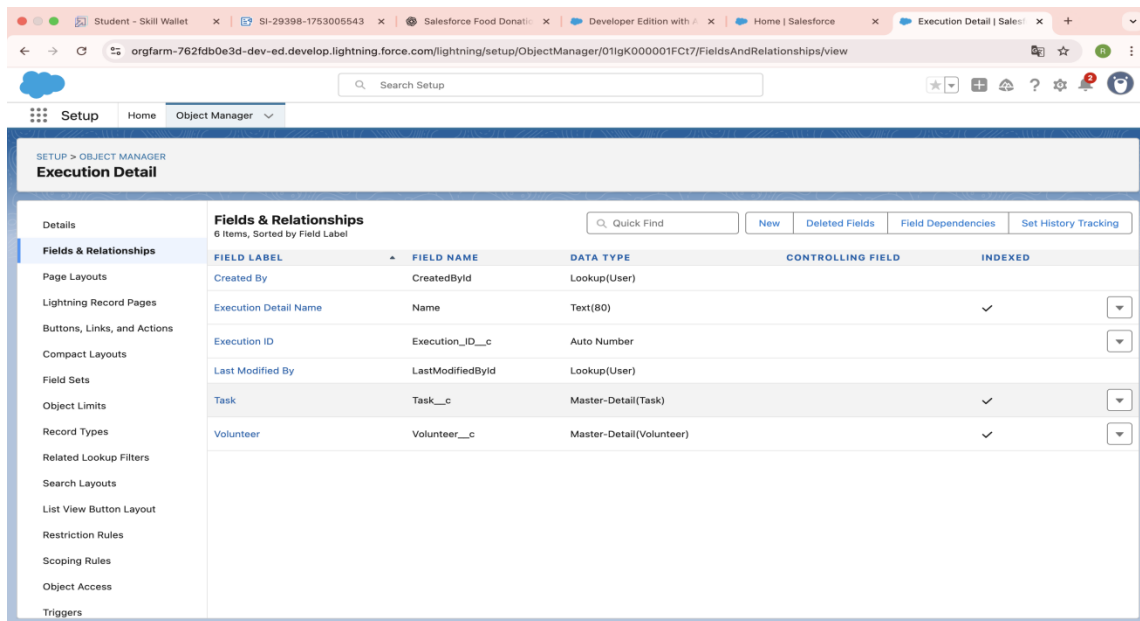 Student - Skill Wallet
SI-29398-1753005543
Salesforce Food Donatio
Developer Edition with A
Home | Salesforce
Execution Detail | Salesf
orgfarm-762fdb0e3d-dev-ed.develop.lightning.force.com/lightning/setup/ObjectManager/01IgK000001FCt7/FieldsAndRelationships/view
R
Search Setup
2
Setup
Home
Object Manager
SETUP > OBJECT MANAGER
Execution Detail
Details
Fields & Relationships
Page Layouts
Lightning Record Pages
Buttons, Links, and Actions
Compact Layouts
Field Sets
Object Limits
Record Types
Related Lookup Filters
Search Layouts
List View Button Layout
Restriction Rules
Scoping Rules
Object Access
Triggers
Fields & Relationships
6 Items, Sorted by Field Label
Quick Find
New
Deleted Fields
Field Dependencies
Set History Tracking
FIELD LABEL FIELD NAME DATA TYPE CONTROLLING FIELD INDEXED
Created By CreatedById Lookup(User)
Execution Detail Name Name Text(80)
Execution ID Execution_ID__c Auto Number
Last Modified By LastModifiedById Lookup(User)
Task Task__c Master-Detail(Task)
Volunteer Volunteer__c Master-Detail(Volunteer)